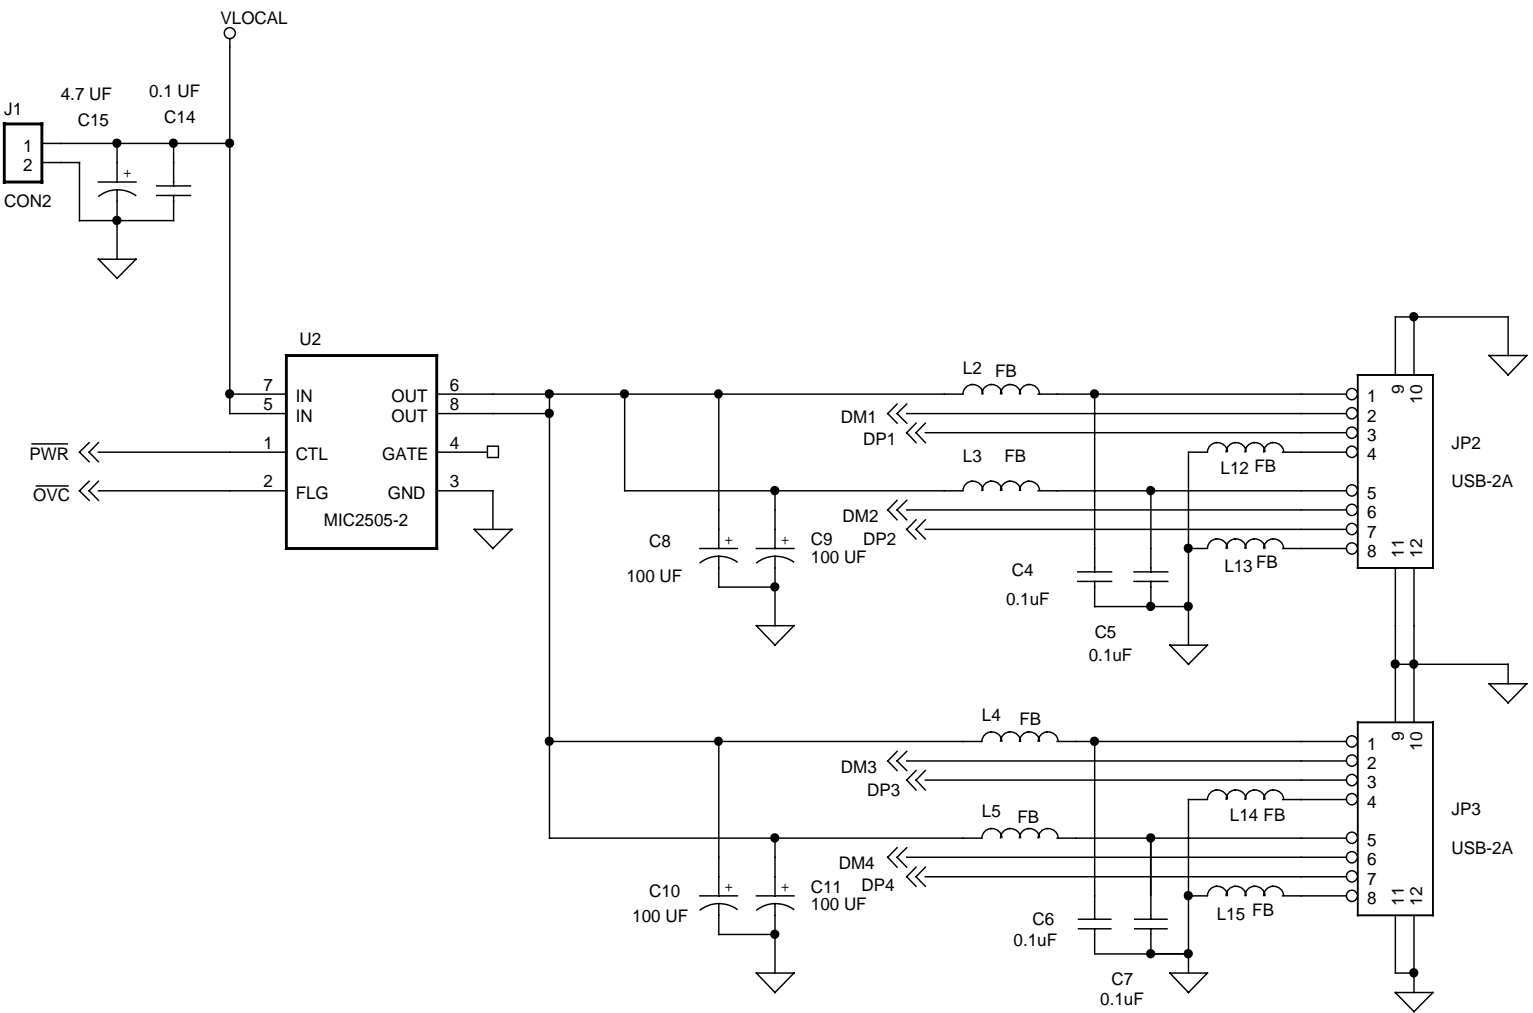 VLOCAL
4.7 UF
0.1 UF
J1
C15
C14
1
2
+
CON2
U2
7 IN OUT 6
5 IN OUT 8
PWR 1 CTL GATE 4
OVC 2 FLG GND 3
MIC2505-2
L2 FB
DM1
DP1
L3 FB
DM2
DP2
L12 FB
L13 FB
C8
+
100 UF
+
C9
100 UF
C4
0.1uF
C5
0.1uF
9 10
1
2
3
4
5
6
7
8
11 12
JP2
USB-2A
L4 FB
DM3
DP3
L5 FB
DM4
DP4
L14 FB
L15 FB
C10
+
100 UF
+
C11
100 UF
C6
0.1uF
C7
0.1uF
9 10
1
2
3
4
5
6
7
8
11 12
JP3
USB-2A